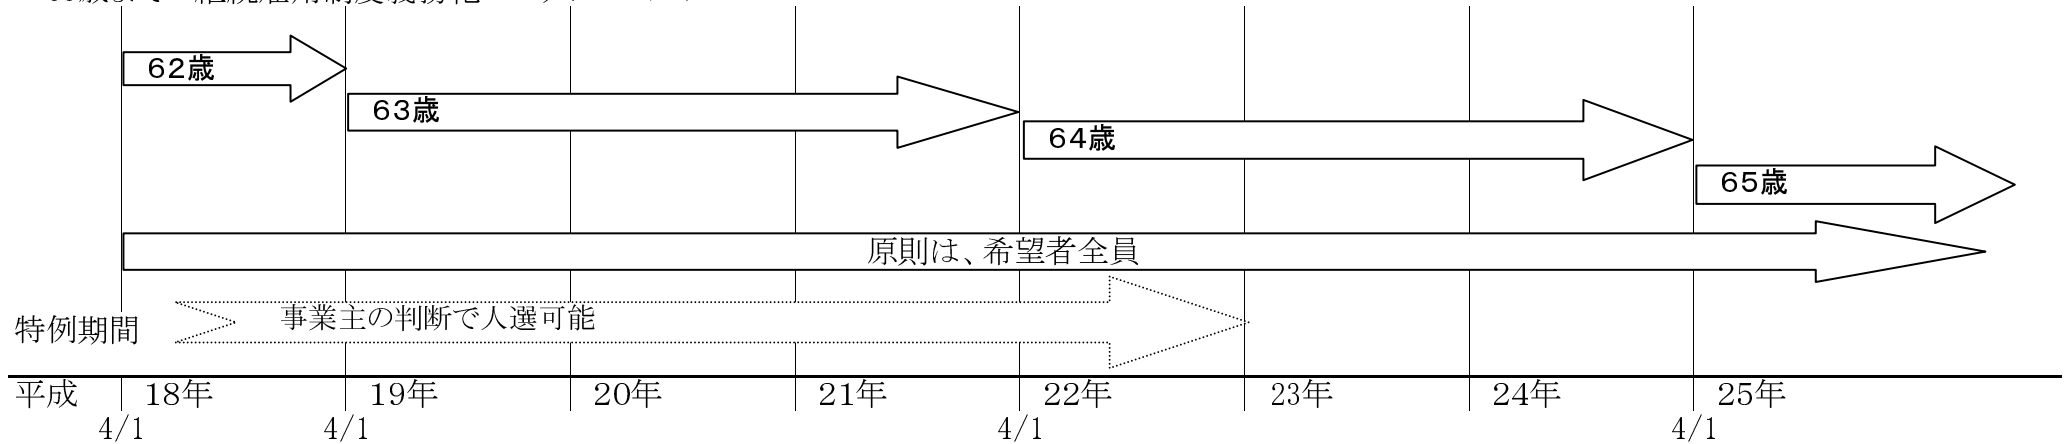 62歳
63歳
64歳
65歳
原則は、希望者全員
事業主の判断で人選可能
特例期間
平成 18年 19年 20年 21年 22年 23年 24年 25年
4/1 4/1 4/1 4/1